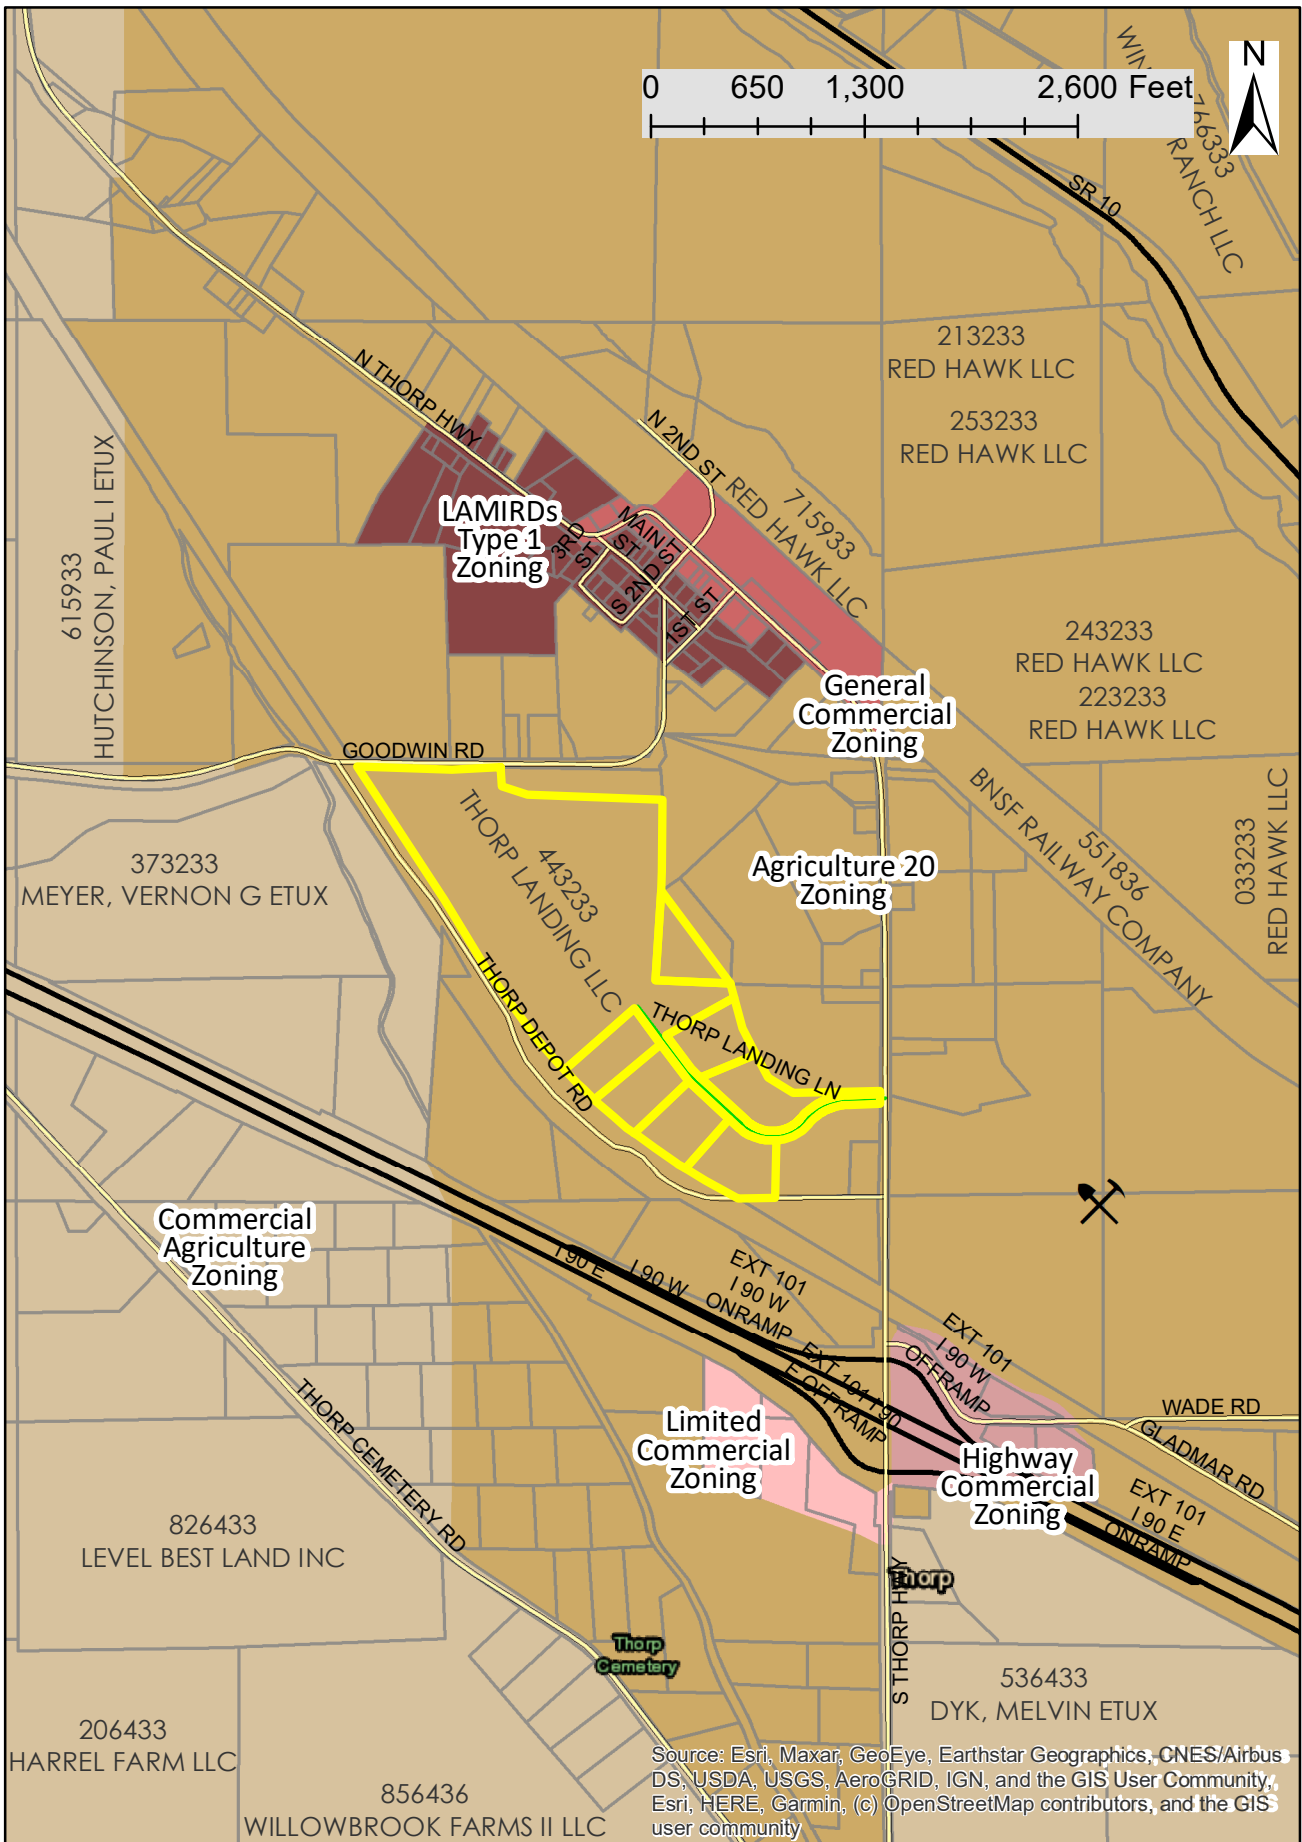 0 650 1,300 2,600 Feet
N
766333
RANCH LLC
SR 10
213233
RED HAWK LLC
253233
RED HAWK LLC
N THORP HWY
N 2ND ST
715933
RED HAWK LLC
615933
HUTCHINSON, PAUL I ETUX
LAMIRDs
Type 1
Zoning
3RD
ST
MAIN
ST
S 2ND ST
1ST ST
243233
RED HAWK LLC
223233
RED HAWK LLC
General
Commercial
Zoning
GOODWIN RD
551836
BNSF RAILWAY COMPANY
033233
RED HAWK LLC
373233
MEYER, VERNON G ETUX
443233
THORP LANDING LLC
Agriculture 20
Zoning
THORP DEPOT RD
THORP LANDING LN
Commercial
Agriculture
Zoning
I 90 E
I 90 W
EXT 101
I 90 W
ONRAMP
EXT 101
I 90 W
OFFRAMP
EXT 101 I 90
E OFFRAMP
WADE RD
GLADMAR RD
THORP CEMETERY RD
Limited
Commercial
Zoning
Highway
Commercial
Zoning
EXT 101
I 90 E
ONRAMP
826433
LEVEL BEST LAND INC
Thorp
S THORP HWY
Thorp
Cemetery
536433
DYK, MELVIN ETUX
206433
HARREL FARM LLC
856436
WILLOWBROOK FARMS II LLC
Source: Esri, Maxar, GeoEye, Earthstar Geographics, CNES/Airbus
DS, USDA, USGS, AeroGRID, IGN, and the GIS User Community,
Esri, HERE, Garmin, (c) OpenStreetMap contributors, and the GIS
user community